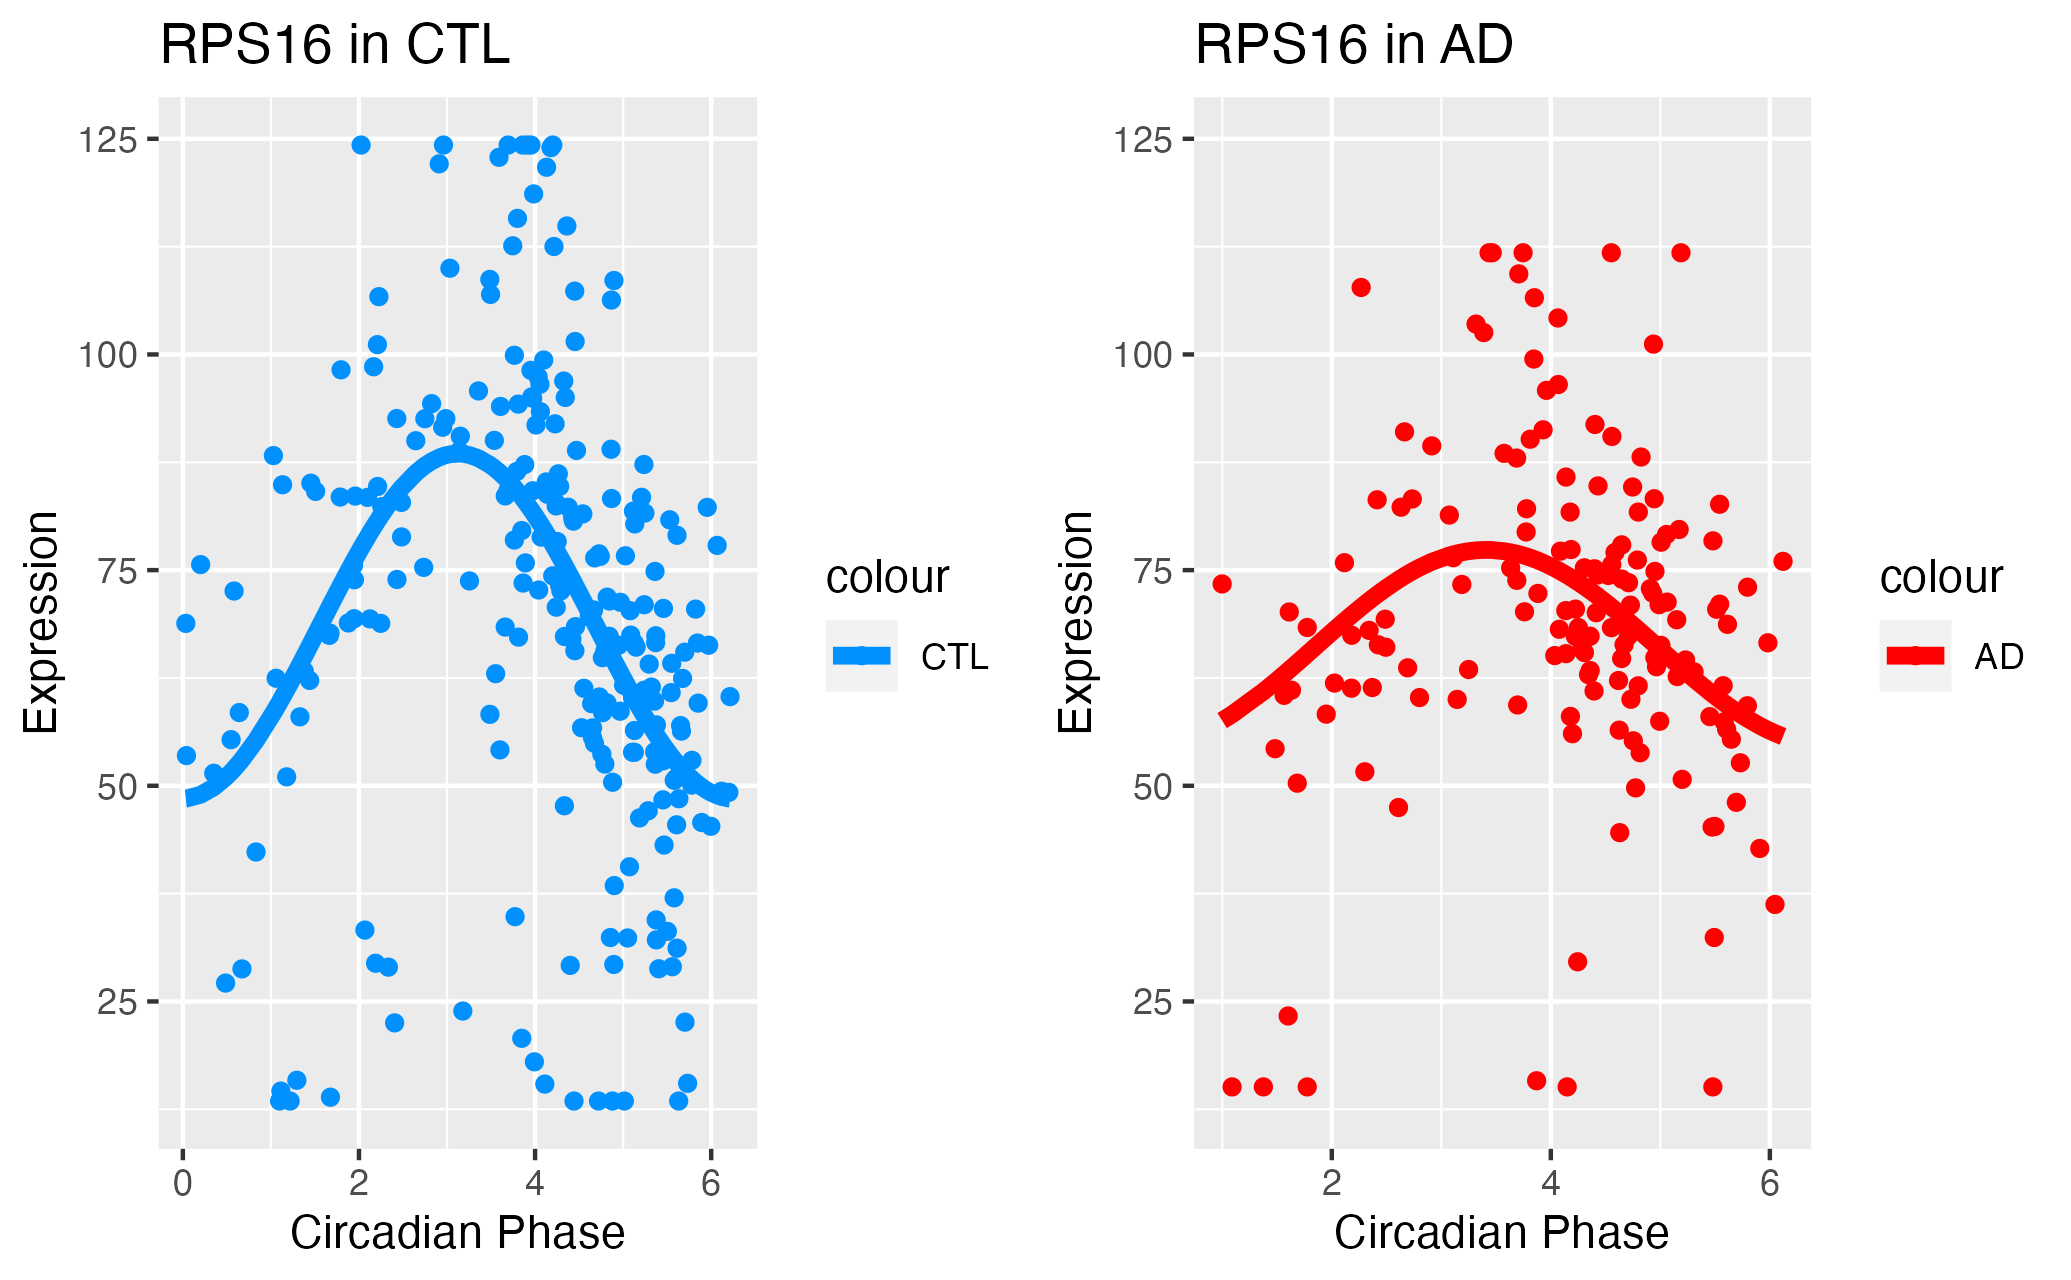 RPS16 in CTL
125
100
75
50
25
Expression
0 2 4 6
Circadian Phase
colour
CTL
RPS16 in AD
125
100
75
50
25
Expression
2 4 6
Circadian Phase
colour
AD